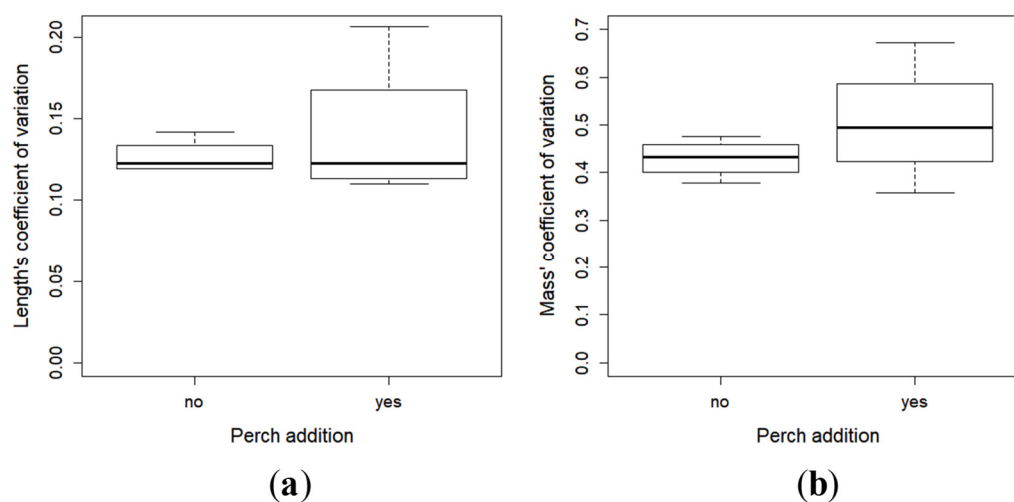 Length's coefficient of variation
0.20
0.15
0.10
0.05
0.00
no
yes
Perch addition
(a)
Mass' coefficient of variation
0.7
0.6
0.5
0.4
0.3
0.2
0.1
0.0
no
yes
Perch addition
(b)